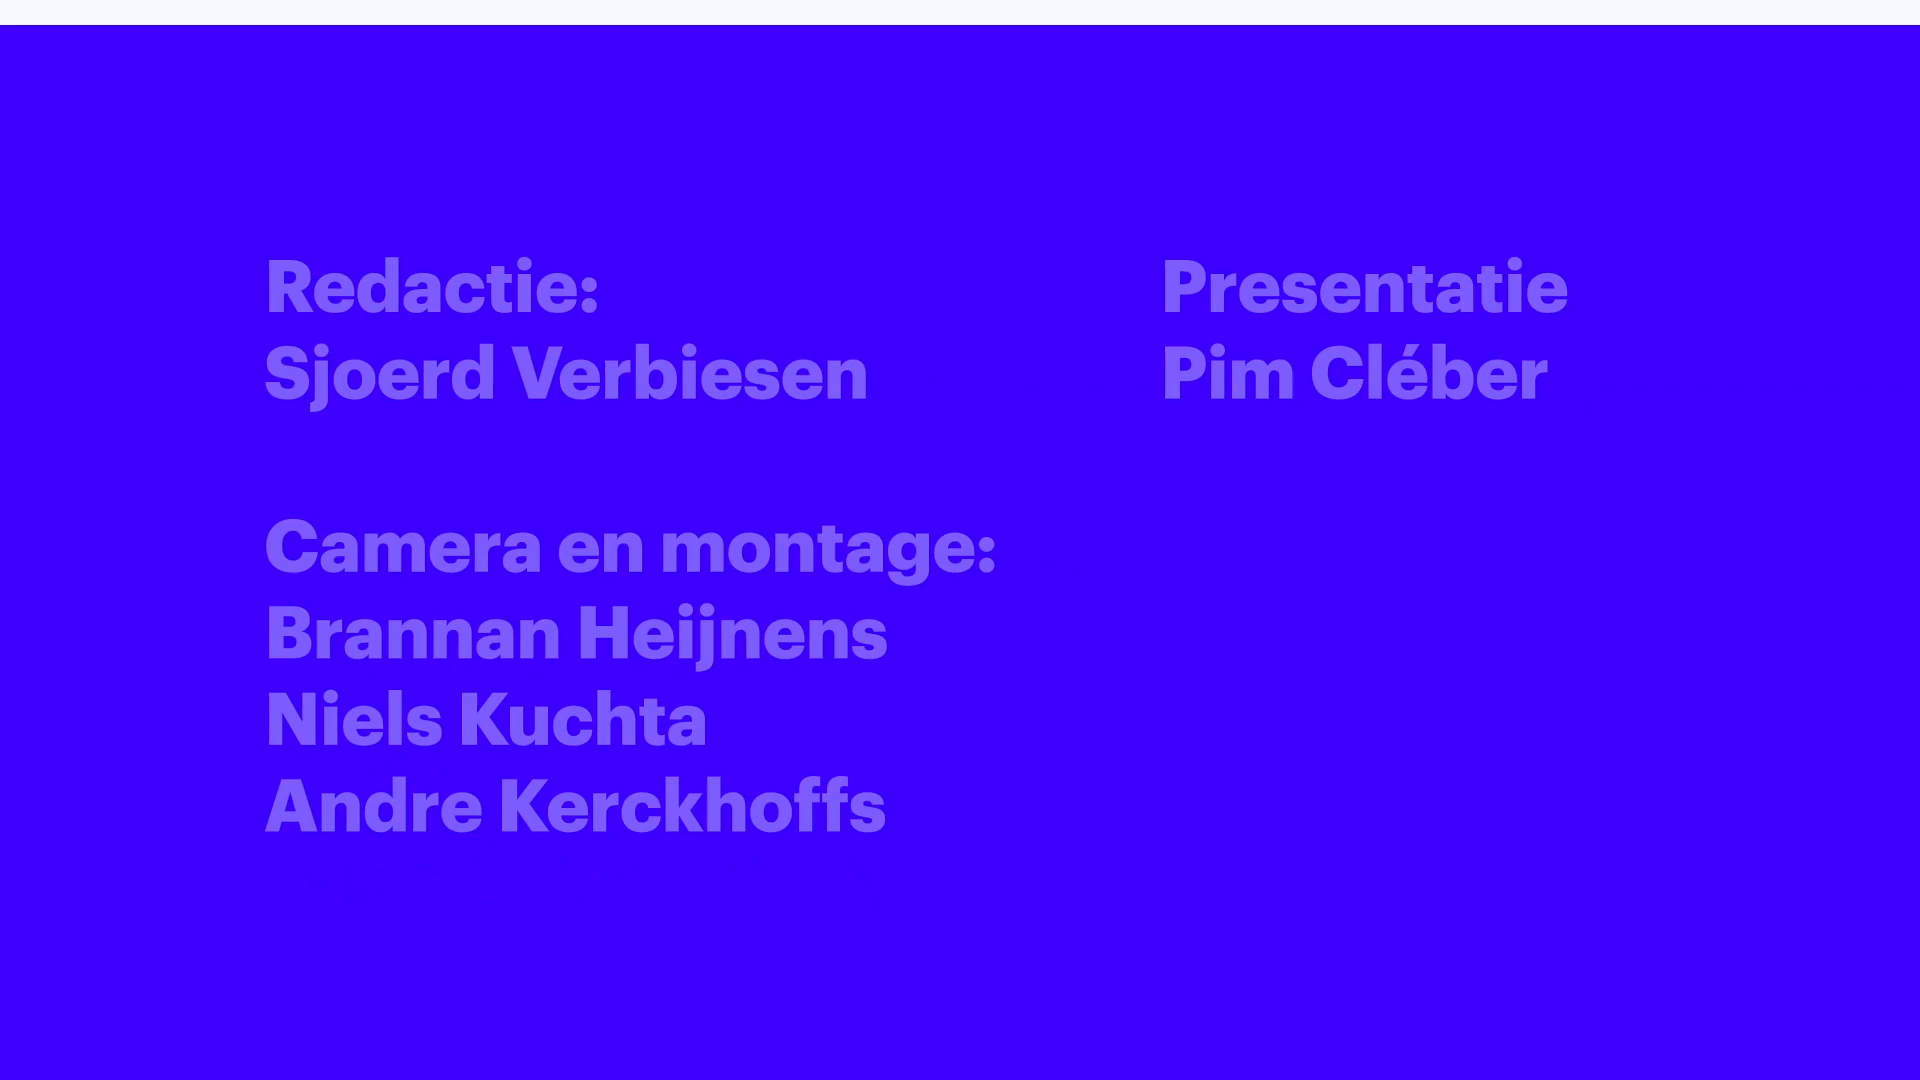 Redactie:
Sjoerd Verbiesen
Camera en montage:
Brannan Heijnens
Niels Kuchta
Andre Kerckhoffs
Presentatie
Pim Cléber